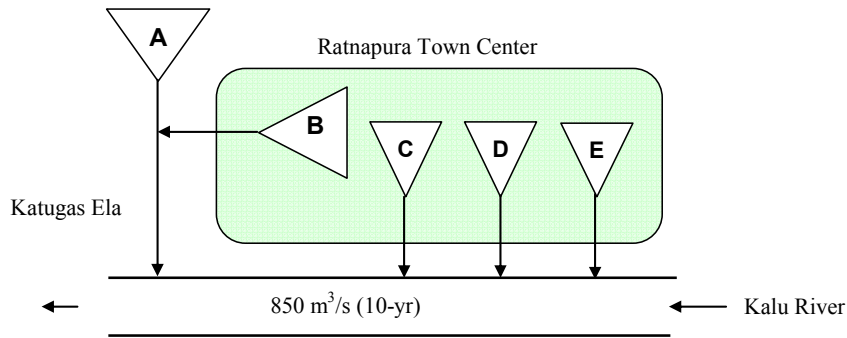 A
Ratnapura Town Center
B
C
D
E
Katugas Ela
850 m³/s (10-yr)
Kalu River